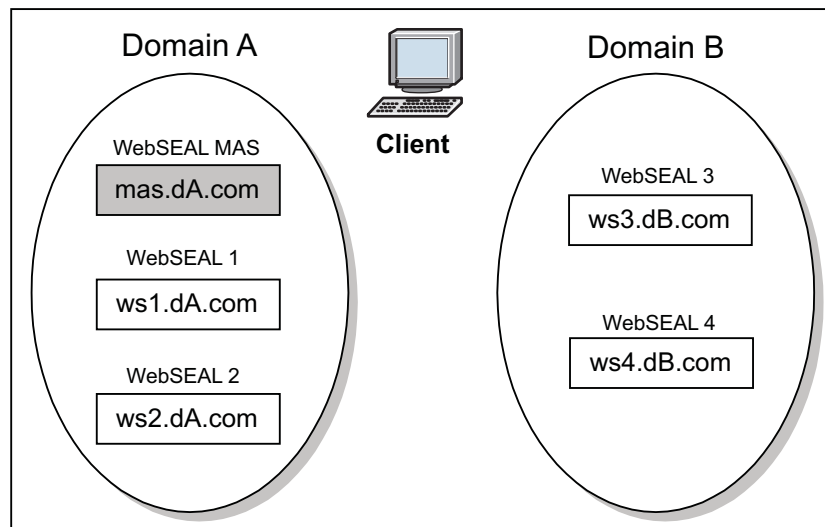 Domain A
Domain B
Client
WebSEAL MAS
mas.dA.com
WebSEAL 1
ws1.dA.com
WebSEAL 2
ws2.dA.com
WebSEAL 3
ws3.dB.com
WebSEAL 4
ws4.dB.com